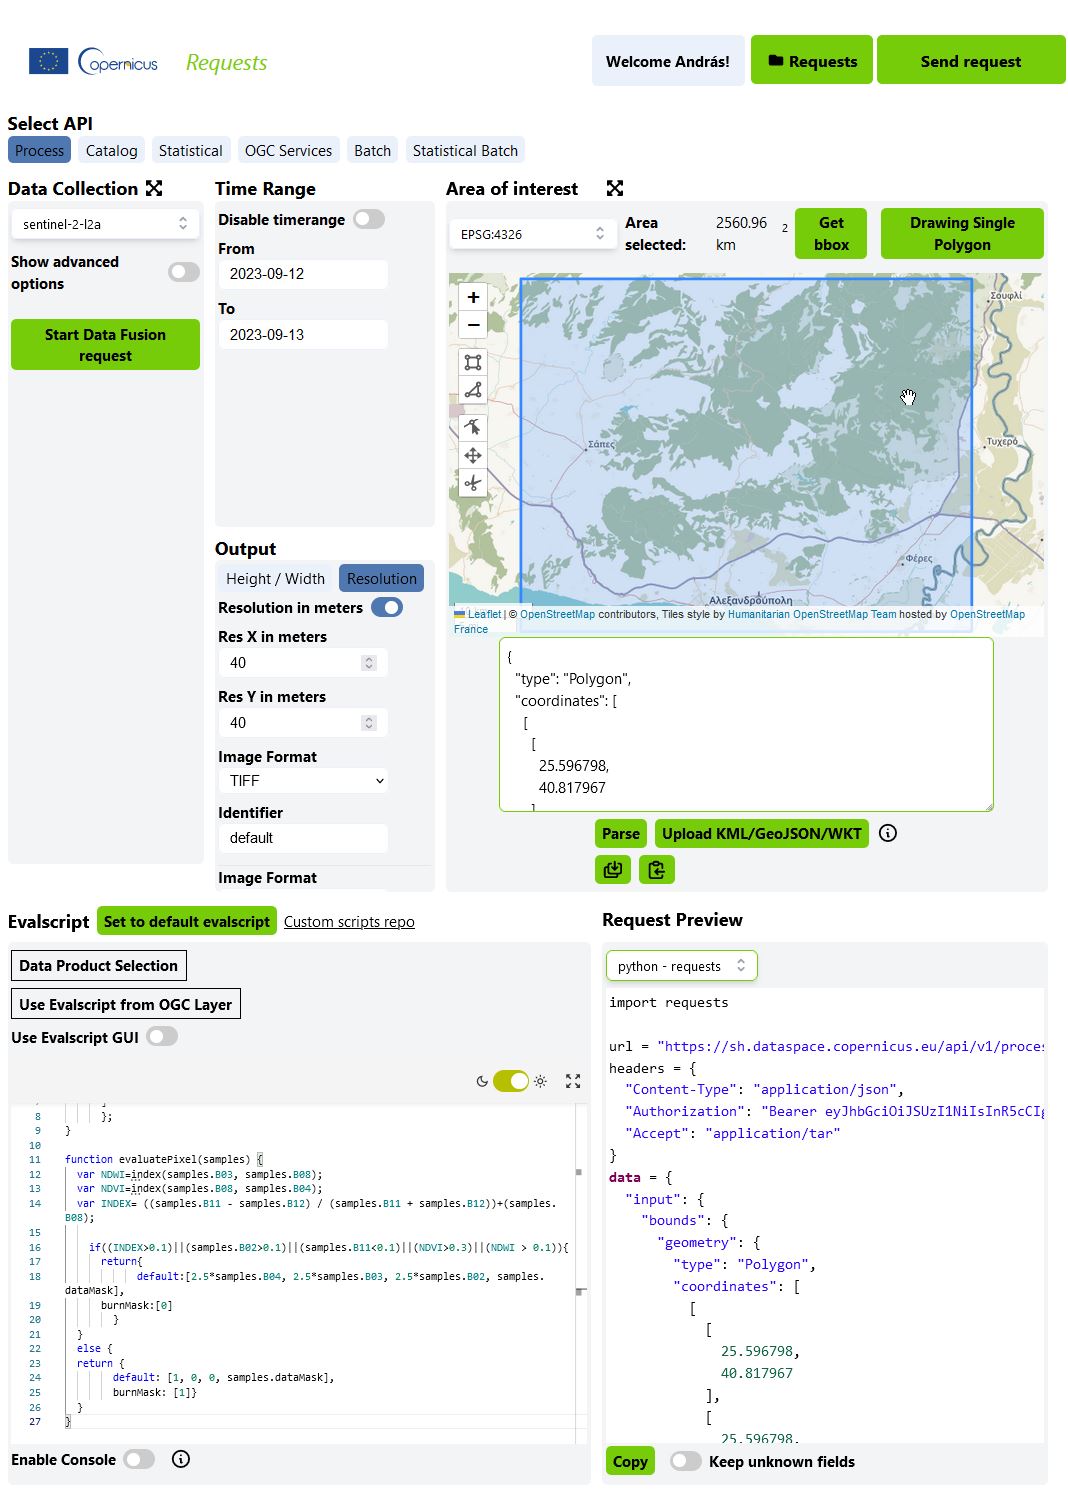 Copernicus
Requests
Welcome András!
Requests
Send request
Select API
Process
Catalog
Statistical
OGC Services
Batch
Statistical Batch
Data Collection
Time Range
Area of interest
sentinel-2-l2a
Show advanced
options
Start Data Fusion
request
Disable timerange
From
2023-09-12
To
2023-09-13
EPSG:4326
Area
selected:
2560.96
km
2
Get
bbox
Drawing Single
Polygon
+
−
Σουφλί
Σάπες
Τυχερό
Φέρες
Αλεξανδρούπολη
Leaflet | © OpenStreetMap contributors, Tiles style by Humanitarian OpenStreetMap Team hosted by OpenStreetMap
France
Output
Height / Width
Resolution
Resolution in meters
Res X in meters
40
Res Y in meters
40
Image Format
TIFF
Identifier
default
Image Format
{
"type": "Polygon",
"coordinates": [
[
[
25.596798,
40.817967
]
Parse
Upload KML/GeoJSON/WKT
Evalscript
Set to default evalscript
Custom scripts repo
Data Product Selection
Use Evalscript from OGC Layer
Use Evalscript GUI
8 };
9 }
10
11 function evaluatePixel(samples) {
12 var NDWI=index(samples.B03, samples.B08);
13 var NDVI=index(samples.B08, samples.B04);
14 var INDEX= ((samples.B11 - samples.B12) / (samples.B11 + samples.B12))+(samples.
B08);
15
16 if((INDEX>0.1)||(samples.B02>0.1)||(samples.B11<0.1)||(NDVI>0.3)||(NDWI > 0.1)){
17 return{
18 default:[2.5*samples.B04, 2.5*samples.B03, 2.5*samples.B02, samples.
dataMask],
19 burnMask:[0]
20 }
21 }
22 else {
23 return {
24 default: [1, 0, 0, samples.dataMask],
25 burnMask: [1]}
26 }
27 }
Enable Console
Request Preview
python - requests
import requests
url = "https://sh.dataspace.copernicus.eu/api/v1/proces
headers = {
"Content-Type": "application/json",
"Authorization": "Bearer eyJhbGciOiJSUzI1NiIsInR5cCIg
"Accept": "application/tar"
}
data = {
"input": {
"bounds": {
"geometry": {
"type": "Polygon",
"coordinates": [
[
[
25.596798,
40.817967
],
[
25.596798,
Copy
Keep unknown fields